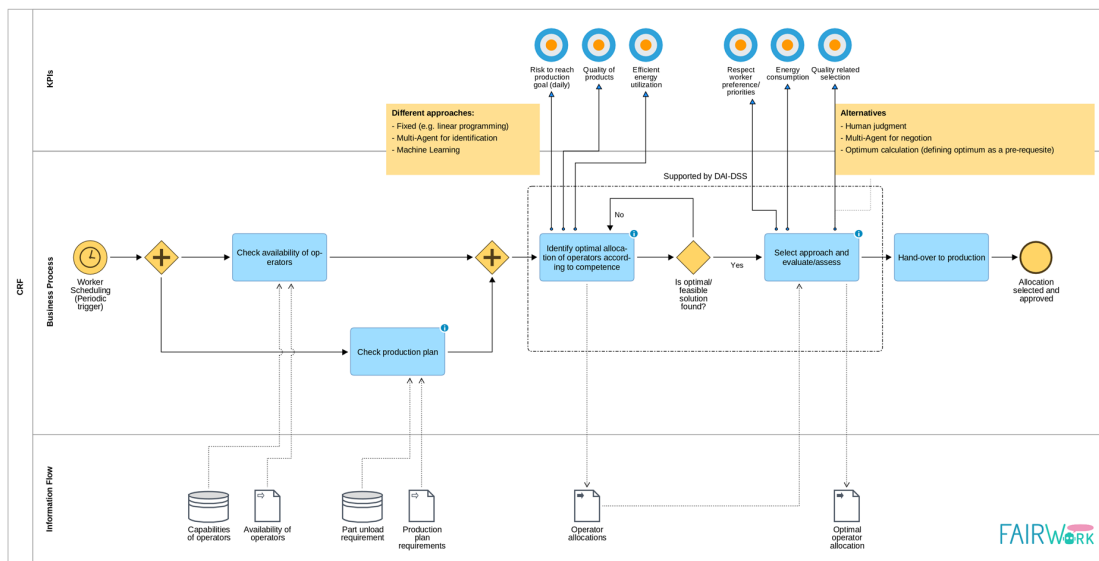 CRF
KPIs
Risk to reach
production
goal (daily)
Quality of
products
Efficient
energy
utilization
Respect
worker
preference/
priorities
Energy
consumption
Quality related
selection
Different approaches:
- Fixed (e.g. linear programming)
- Multi-Agent for identification
- Machine Learning
Alternatives
- Human judgment
- Multi-Agent for negotion
- Optimum calculation (defining optimum as a pre-requesite)
Business Process
Supported by DAI-DSS
Worker
Scheduling
(Periodic
trigger)
Check availability of op-
erators
Check production plan
Identify optimal alloca-
tion of operators accord-
ing to competence
No
Is optimal/
feasible
solution
found?
Yes
Select approach and
evaluate/assess
Hand-over to production
Allocation
selected and
approved
Information Flow
Capabilities
of operators
Availability of
operators
Part unload
requirement
Production
plan
requirements
Operator
allocations
Optimal
operator
allocation
FAIRWORK